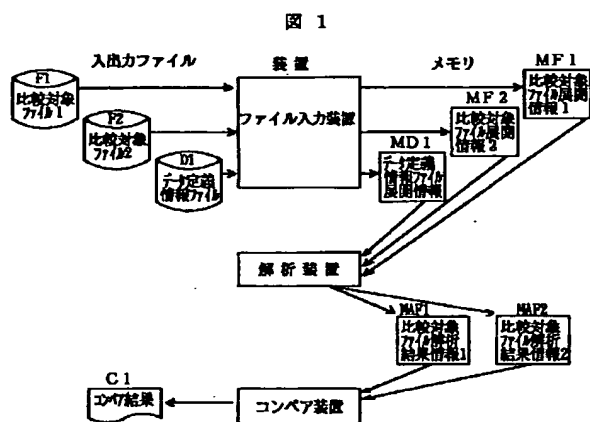 図 1
入出力ファイル
装 置
メモリ
F1
比較対象
ファイル1
F2
比較対象
ファイル2
D1
データ定義
情報ファイル
ファイル入力装置
MF1
比較対象
ファイル展開
情報1
MF2
比較対象
ファイル展開
情報2
MD1
データ定義
情報ファイル
展開情報
解 析 装 置
MAF1
比較対象
ファイル解析
結果情報1
MAF2
比較対象
ファイル解析
結果情報2
C1
コンペア結果
コンペア装置